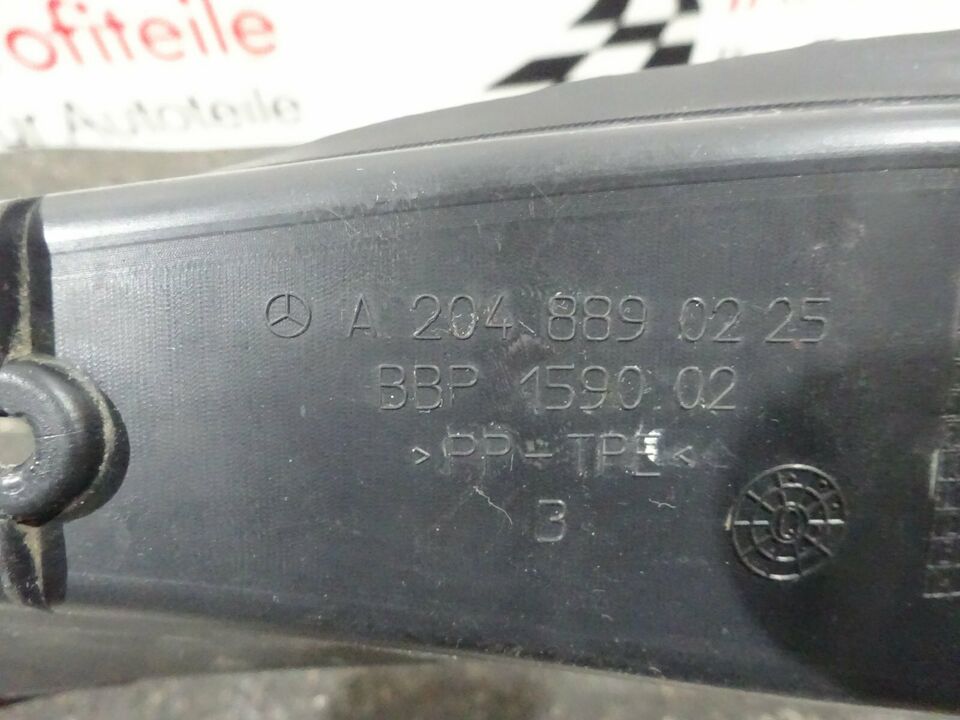 ofiteile
Autoteile
A 204 889 02 25
BBP 1590 02
>PP-TPE<
3